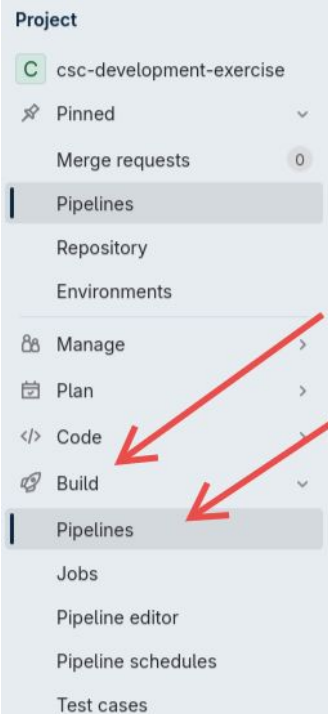 Project
C csc-development-exercise
Pinned
Merge requests 0
Pipelines
Repository
Environments
Manage
Plan
</> Code
Build
Pipelines
Jobs
Pipeline editor
Pipeline schedules
Test cases